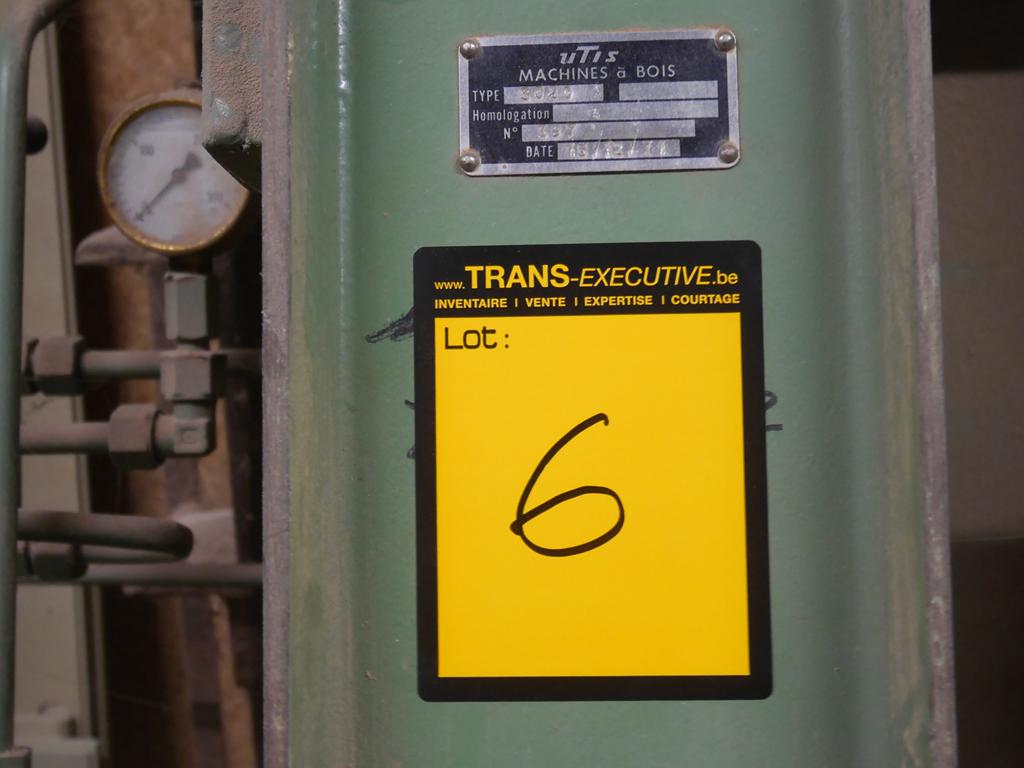 UTIS
MACHINES à BOIS
TYPE
Homologation
N°
DATE
www.TRANS-EXECUTIVE.be
INVENTAIRE | VENTE | EXPERTISE | COURTAGE
Lot:
6